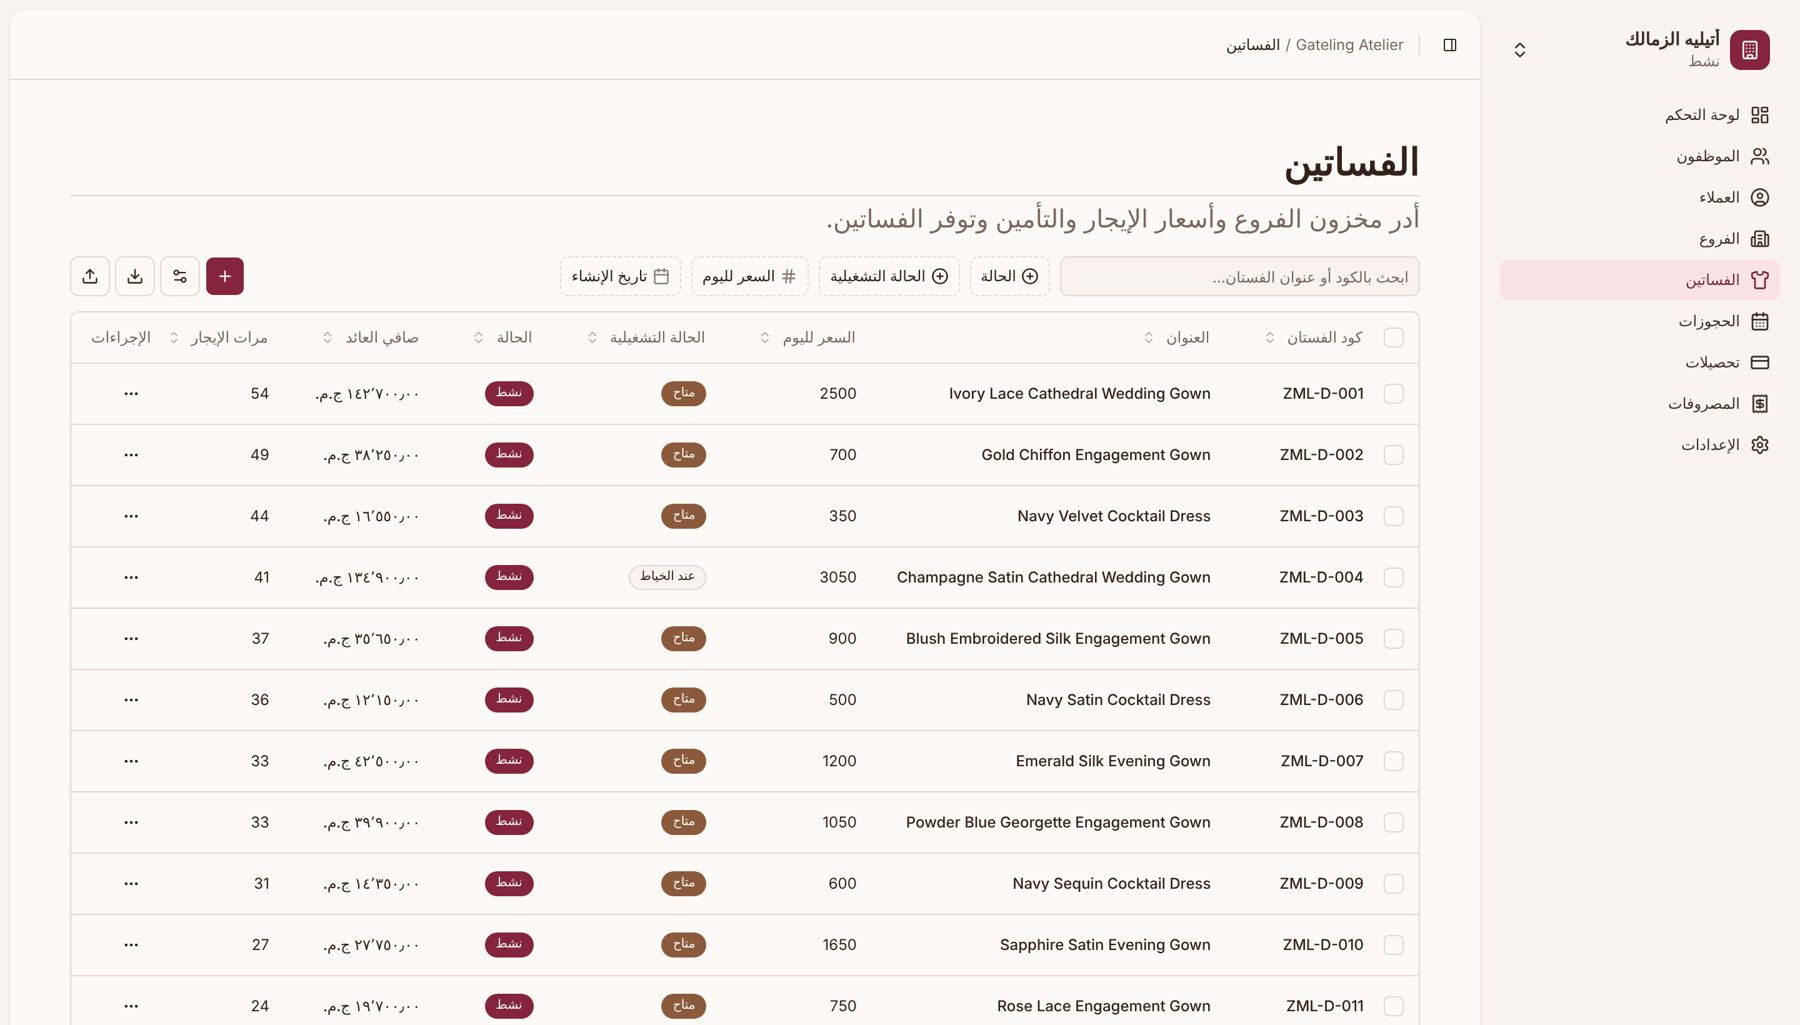 أتيليه الزمالك
نشط
لوحة التحكم
الموظفون
العملاء
الفروع
الفساتين
الحجوزات
تحصيلات
المصروفات
الإعدادات
Gateling Atelier / الفساتين
الفساتين
أدر مخزون الفروع وأسعار الإيجار والتأمين وتوفر الفساتين.
ابحث بالكود أو عنوان الفستان... الحالة الحالة التشغيلية السعر لليوم تاريخ الإنشاء
كود الفستان العنوان السعر لليوم الحالة التشغيلية الحالة صافي العائد مرات الإيجار الإجراءات
ZML-D-001 Ivory Lace Cathedral Wedding Gown 2500 متاح نشط ١٤٢٬٧٠٠٫٠٠ ج.م. 54
ZML-D-002 Gold Chiffon Engagement Gown 700 متاح نشط ٣٨٬٢٥٠٫٠٠ ج.م. 49
ZML-D-003 Navy Velvet Cocktail Dress 350 متاح نشط ١٦٬٥٥٠٫٠٠ ج.م. 44
ZML-D-004 Champagne Satin Cathedral Wedding Gown 3050 عند الخياط نشط ١٣٤٬٩٠٠٫٠٠ ج.م. 41
ZML-D-005 Blush Embroidered Silk Engagement Gown 900 متاح نشط ٣٥٬٦٥٠٫٠٠ ج.م. 37
ZML-D-006 Navy Satin Cocktail Dress 500 متاح نشط ١٢٬١٥٠٫٠٠ ج.م. 36
ZML-D-007 Emerald Silk Evening Gown 1200 متاح نشط ٤٢٬٥٠٠٫٠٠ ج.م. 33
ZML-D-008 Powder Blue Georgette Engagement Gown 1050 متاح نشط ٣٩٬٩٠٠٫٠٠ ج.م. 33
ZML-D-009 Navy Sequin Cocktail Dress 600 متاح نشط ١٤٬٣٥٠٫٠٠ ج.م. 31
ZML-D-010 Sapphire Satin Evening Gown 1650 متاح نشط ٢٧٬٧٥٠٫٠٠ ج.م. 27
ZML-D-011 Rose Lace Engagement Gown 750 متاح نشط ١٩٬٧٠٠٫٠٠ ج.م. 24